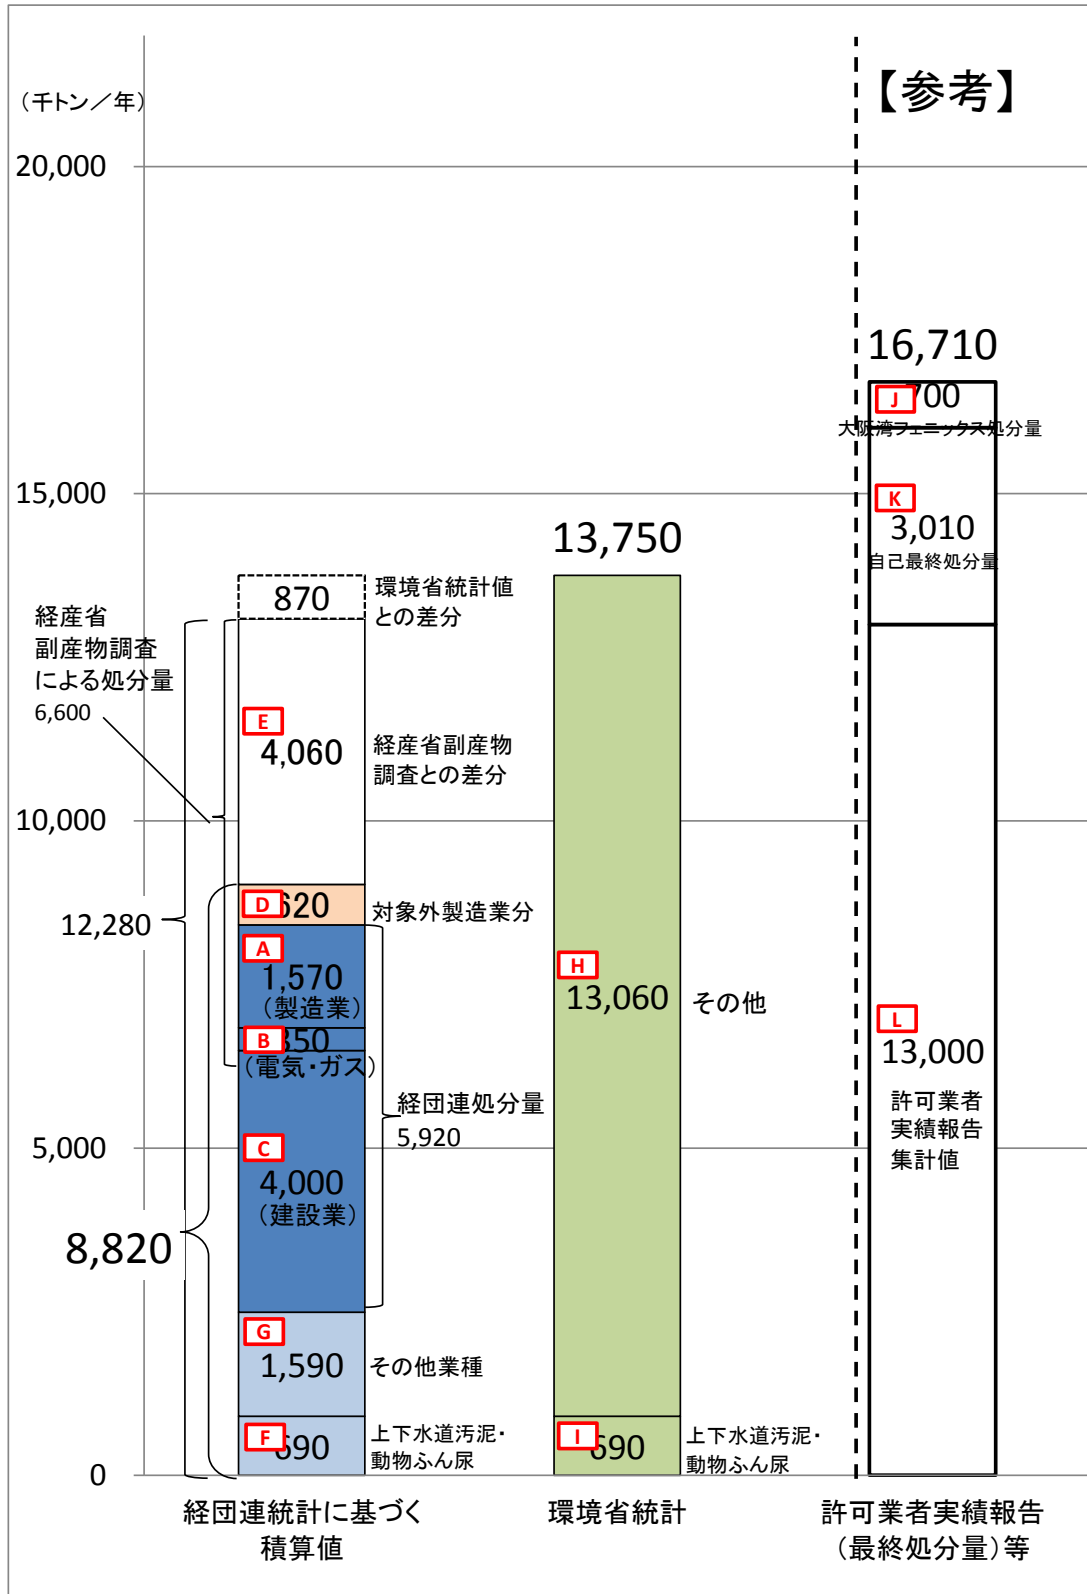 (千トン／年)
【参考】
20,000
15,000
10,000
5,000
0
870
環境省統計値
との差分
経産省
副産物調査
による処分量
6,600
E
4,060
経産省副産物
調査との差分
12,280
D
620
対象外製造業分
A
1,570
(製造業)
B
350
(電気・ガス)
経団連処分量
5,920
C
4,000
(建設業)
8,820
G
1,590
その他業種
F
690
上下水道汚泥・
動物ふん尿
経団連統計に基づく
積算値
13,750
H
13,060
その他
I
690
上下水道汚泥・
動物ふん尿
環境省統計
16,710
J
700
大阪湾フェニックス処分量
K
3,010
自己最終処分量
L
13,000
許可業者
実績報告
集計値
許可業者実績報告
(最終処分量)等